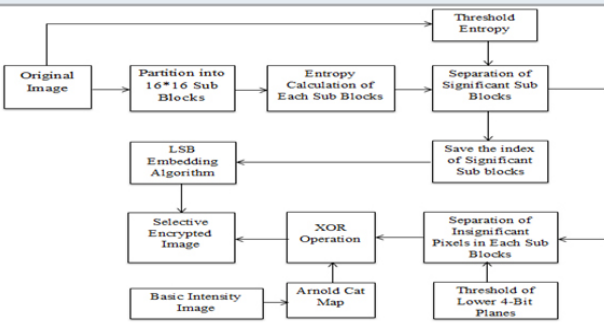 Threshold
Entropy
Original
Image
Partition into
16*16 Sub
Blocks
Entropy
Calculation of
Each Sub Blocks
Separation of
Significant Sub
Blocks
LSB
Embedding
Algorithm
Save the index
of Significant
Sub blocks
Selective
Encrypted
Image
XOR
Operation
Separation of
Insignificant
Pixels in Each Sub
Blocks
Basic Intensity
Image
Arnold Cat
Map
Threshold of
Lower 4-Bit
Planes